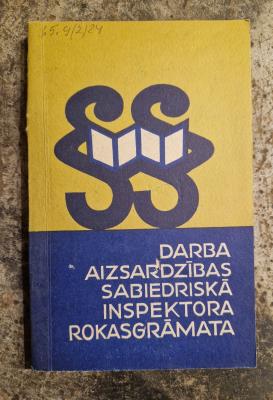 DARBA
AIZSARDZĪBAS
SABIEDRISKĀ
INSPEKTORA
ROKASGRĀMATA